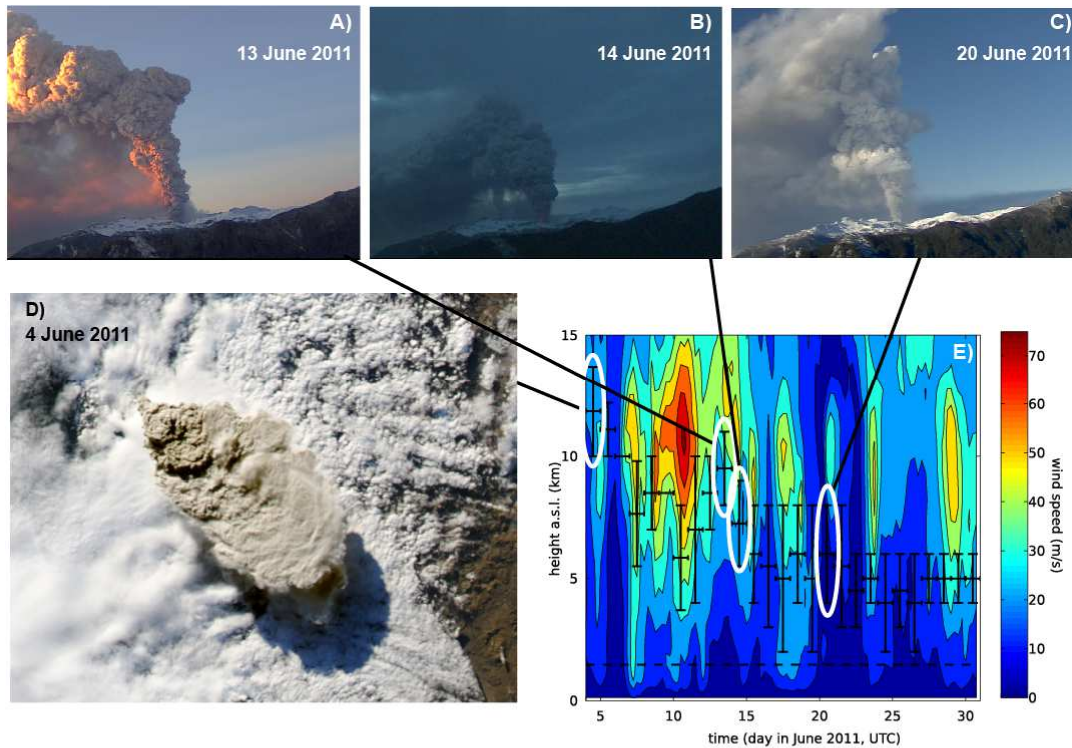 A)
13 June 2011
B)
14 June 2011
C)
20 June 2011
D)
4 June 2011
E)
15
10
5
0
height a.s.l. (km)
5
10
15
20
25
30
time (day in June 2011, UTC)
70
60
50
40
30
20
10
0
wind speed (m/s)